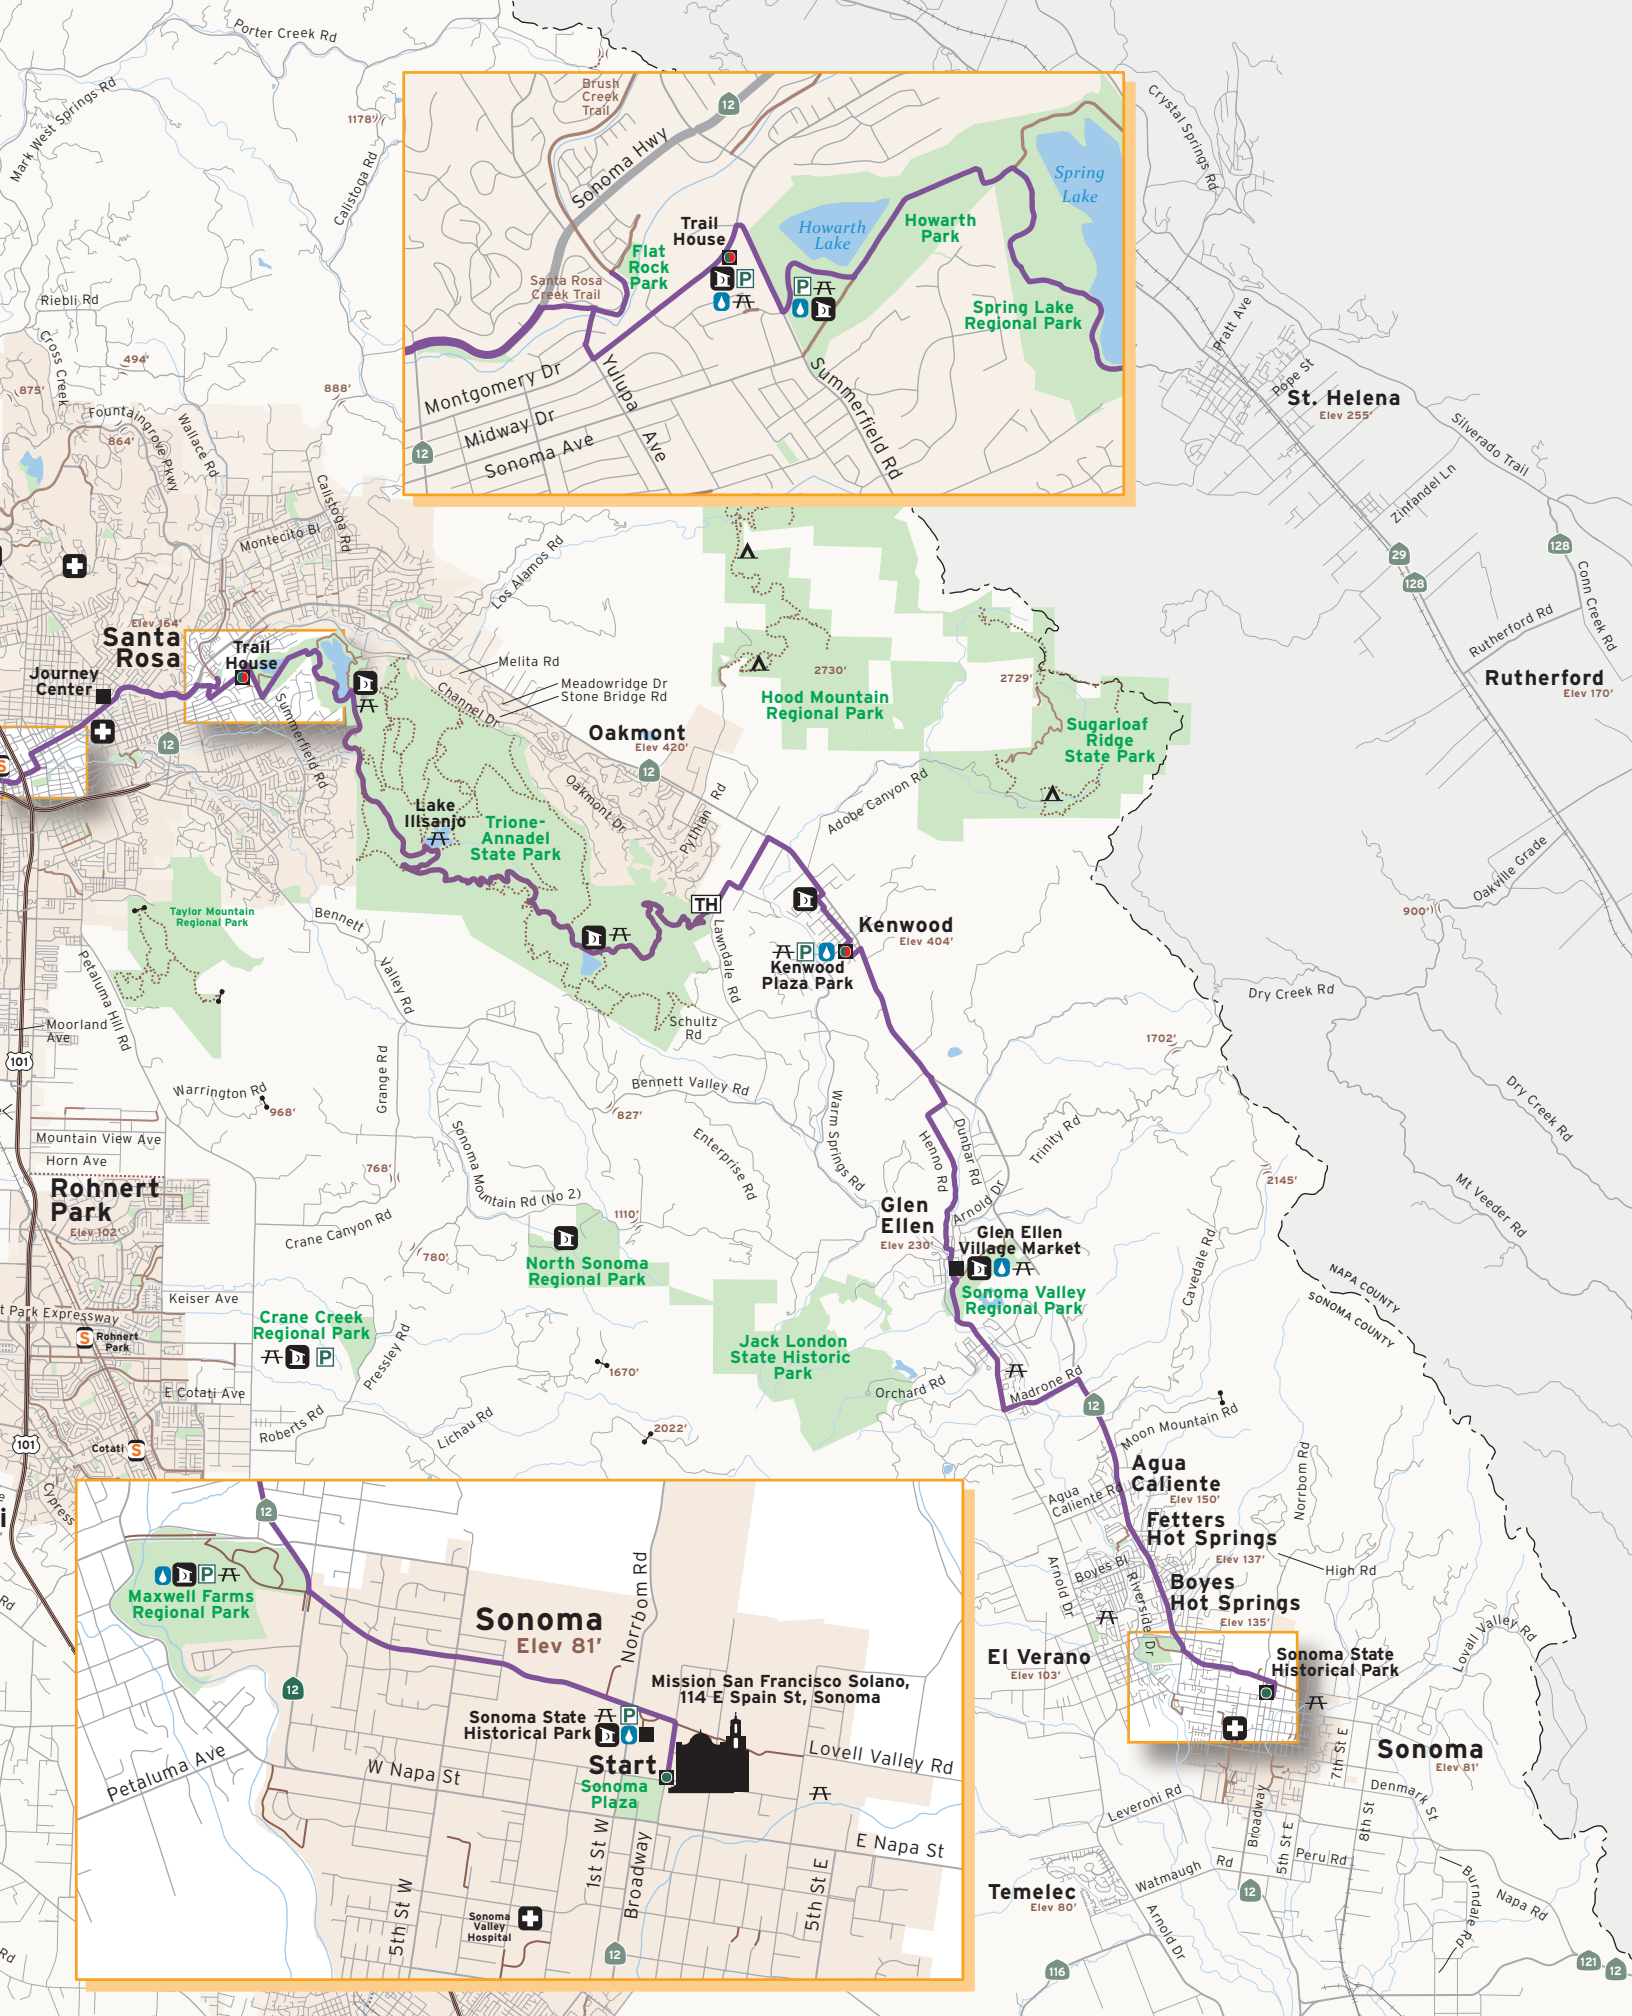 Porter Creek Rd
Mark West Springs Rd
1178'
Calistoga Rd
Riebli Rd
Cross Creek
494'
875'
888'
Fountaingrove Pkwy
864'
Wallace Rd
Calistoga Rd
Montecito Bl
Brush
Creek
Trail
12
Sonoma Hwy
Spring
Lake
Howarth
Lake
Howarth
Park
Trail
House
Flat
Rock
Park
P
Santa Rosa
Creek Trail
P
Spring Lake
Regional Park
Montgomery Dr
Midway Dr
Sonoma Ave
Yulupa Ave
Summerfield Rd
12
Crystal Springs Rd
Pratt Ave
Pope St
St. Helena
Elev 255'
Silverado Trail
Zinfandel Ln
29
128
128
Conn Creek Rd
Rutherford Rd
Rutherford
Elev 170'
Oakville Grade
900'
Dry Creek Rd
Dry Creek Rd
Mt Veeder Rd
Los Alamos Rd
Elev 164'
Santa
Rosa
Trail
House
Journey
Center
Melita Rd
Meadowridge Dr
Stone Bridge Rd
Channel Dr
Summerfield Rd
12
S
Oakmont
Elev 420'
12
2730'
Hood Mountain
Regional Park
2729'
Sugarloaf
Ridge
State Park
Adobe Canyon Rd
Pythian Rd
Oakmont Dr
Lake
Illsanjo
Trione-
Annadel
State Park
TH
Lawndale Rd
Kenwood
Elev 404'
P
Kenwood
Plaza Park
Taylor Mountain
Regional Park
Bennett
Valley Rd
Petaluma Hill Rd
Moorland
Ave
101
Schultz
Rd
Bennett Valley Rd
827'
Warrington Rd
968'
Grange Rd
Mountain View Ave
Horn Ave
Rohnert
Park
Elev 102'
Sonoma Mountain Rd (No 2)
768'
Enterprise Rd
Warm Springs Rd
Henno Rd
Dunbar Rd
Trinity Rd
Arnold Dr
1702'
2145'
Crane Canyon Rd
780'
1110'
North Sonoma
Regional Park
Glen
Ellen
Elev 230'
Glen Ellen
Village Market
Sonoma Valley
Regional Park
Cavedale Rd
NAPA COUNTY
SONOMA COUNTY
Keiser Ave
t Park Expressway
S
Rohnert
Park
Crane Creek
Regional Park
P
Pressley Rd
Jack London
State Historic
Park
1670'
Orchard Rd
Madrone Rd
12
Moon Mountain Rd
E Cotati Ave
Roberts Rd
Lichau Rd
2022'
101
Cotati
S
Cypress
i
Rd
Rd
Agua
Caliente
Elev 150'
Agua
Caliente Rd
Norrbom Rd
Fetters
Hot Springs
Elev 137'
High Rd
Boyes Bl
Arnold Dr
Riverside Dr
Boyes
Hot Springs
Elev 135'
El Verano
Elev 103'
Sonoma State
Historical Park
Lovall Valley Rd
Sonoma
Elev 81'
7th St E
Denmark St
8th St
Leveroni Rd
Broadway
5th St E
Peru Rd
Watmaugh Rd
12
Temelec
Elev 80'
Arnold Dr
Burndale Rd
Napa Rd
116
121
12
12
P
Maxwell Farms
Regional Park
Sonoma
Elev 81'
Norrbom Rd
Mission San Francisco Solano,
114 E Spain St, Sonoma
12
Sonoma State
P
Historical Park
Start
Sonoma
Plaza
Petaluma Ave
W Napa St
Lovell Valley Rd
E Napa St
1st St W
Broadway
5th St E
5th St W
Sonoma
Valley
Hospital
12